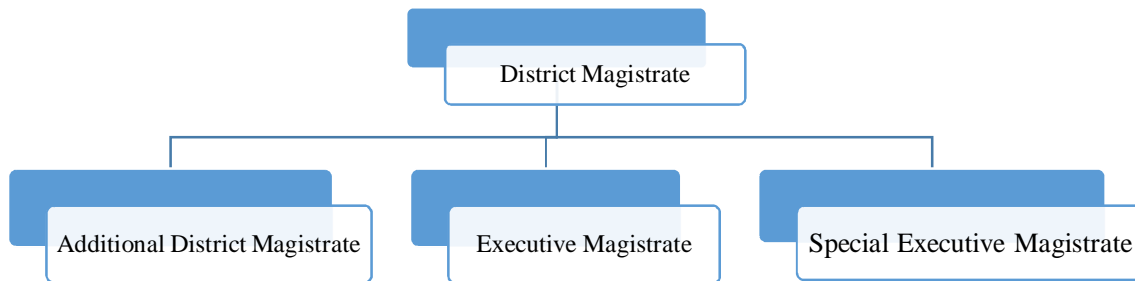 District Magistrate
Additional District Magistrate
Executive Magistrate
Special Executive Magistrate